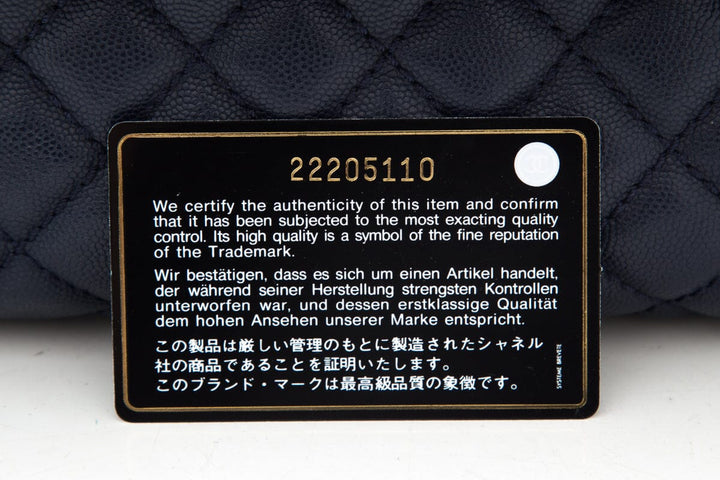 22205110
We certify the authenticity of this item and confirm
that it has been subjected to the most exacting quality
control. Its high quality is a symbol of the fine reputation
of the Trademark.
Wir bestätigen, dass es sich um einen Artikel handelt,
der während seiner Herstellung strengsten Kontrollen
unterworfen war, und dessen erstklassige Qualität
dem hohen Ansehen unserer Marke entspricht.
この製品は厳しい管理のもとに製造されたシャネル
社の商品であることを証明いたします。
このブランド・マークは最高級品質の象徴です。
SYSTEME BREVETE